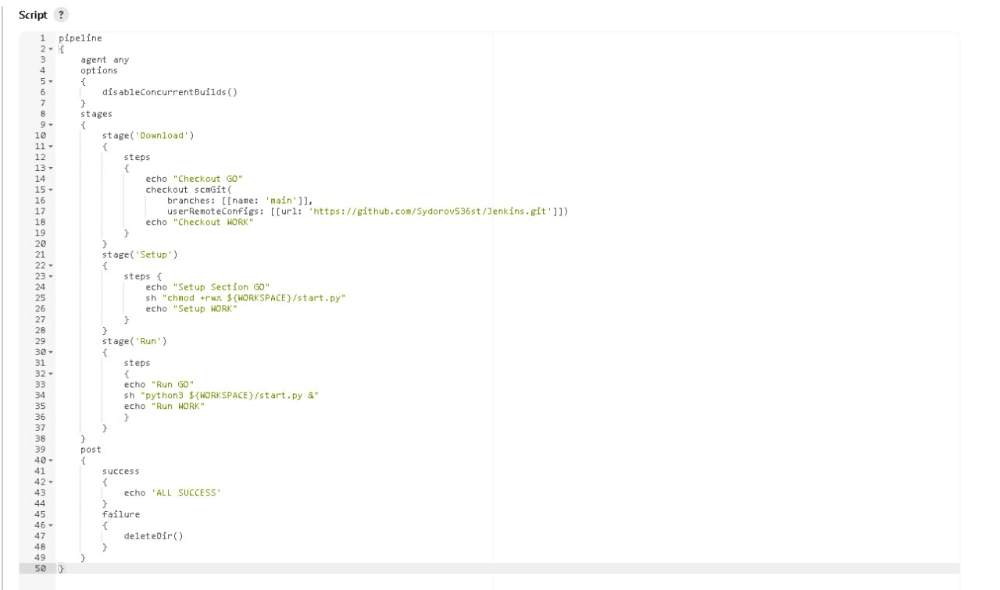 Script ?
1 pipeline
2 {
3     agent any
4     options
5     {
6         disableConcurrentBuilds()
7     }
8     stages
9     {
10         stage('Download')
11         {
12             steps
13             {
14                 echo "Checkout GO"
15                 checkout scmGit(
16                     branches: [[name: 'main']],
17                     userRemoteConfigs: [[url: 'https://github.com/Sydorov536st/Jenkins.git']])
18                 echo "Checkout WORK"
19             }
20         }
21         stage('Setup')
22         {
23             steps {
24                 echo "Setup Section GO"
25                 sh "chmod +rwx ${WORKSPACE}/start.py"
26                 echo "Setup WORK"
27             }
28         }
29         stage('Run')
30         {
31             steps
32             {
33             echo "Run GO"
34             sh "python3 ${WORKSPACE}/start.py &"
35             echo "Run WORK"
36             }
37         }
38     }
39     post
40     {
41         success
42         {
43             echo 'ALL SUCCESS'
44         }
45         failure
46         {
47             deleteDir()
48         }
49     }
50 }